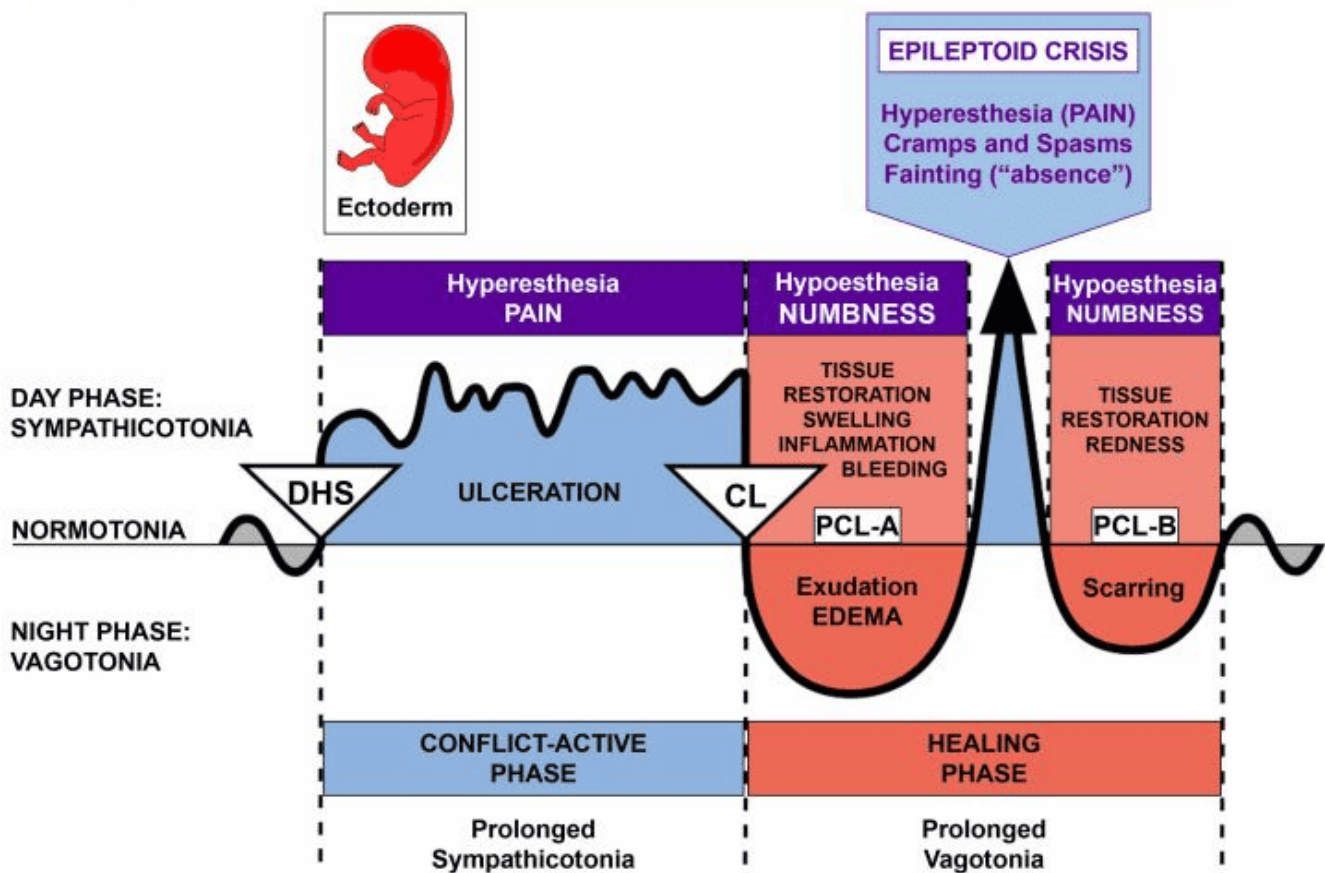 Ectoderm
EPILEPTOID CRISIS
Hyperesthesia (PAIN)
Cramps and Spasms
Fainting (“absence”)
Hyperesthesia
PAIN
Hypoesthesia
NUMBNESS
Hypoesthesia
NUMBNESS
DAY PHASE:
SYMPATHICOTONIA
TISSUE
RESTORATION
SWELLING
INFLAMMATION
BLEEDING
TISSUE
RESTORATION
REDNESS
DHS
ULCERATION
CL
NORMOTONIA
PCL-A
PCL-B
Exudation
EDEMA
Scarring
NIGHT PHASE:
VAGOTONIA
CONFLICT-ACTIVE
PHASE
HEALING
PHASE
Prolonged
Sympathicotonia
Prolonged
Vagotonia